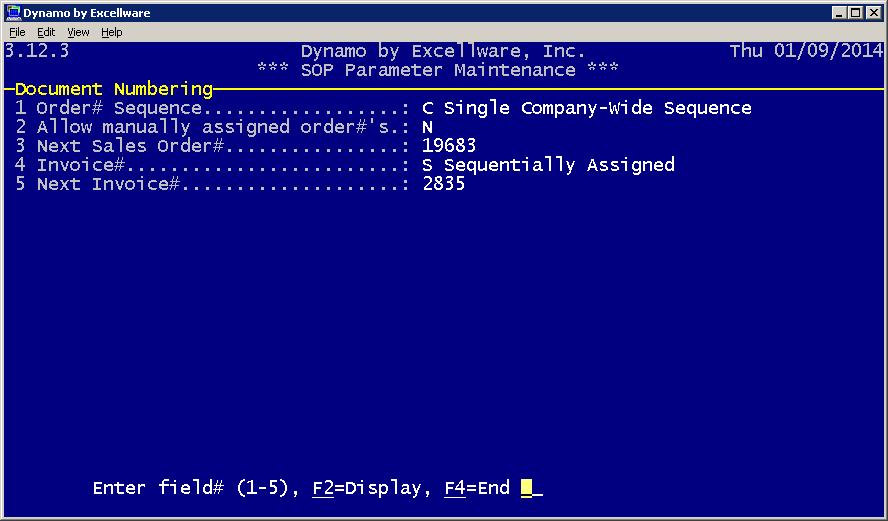 Dynamo by Excellware
File Edit View Help
3.12.3 Dynamo by Excellware, Inc. Thu 01/09/2014
*** SOP Parameter Maintenance ***
Document Numbering
1 Order# Sequence..................: C Single Company-Wide Sequence
2 Allow manually assigned order#'s.: N
3 Next Sales Order#................: 19683
4 Invoice#.........................: S Sequentially Assigned
5 Next Invoice#....................: 2835
Enter field# (1-5), F2=Display, F4=End _